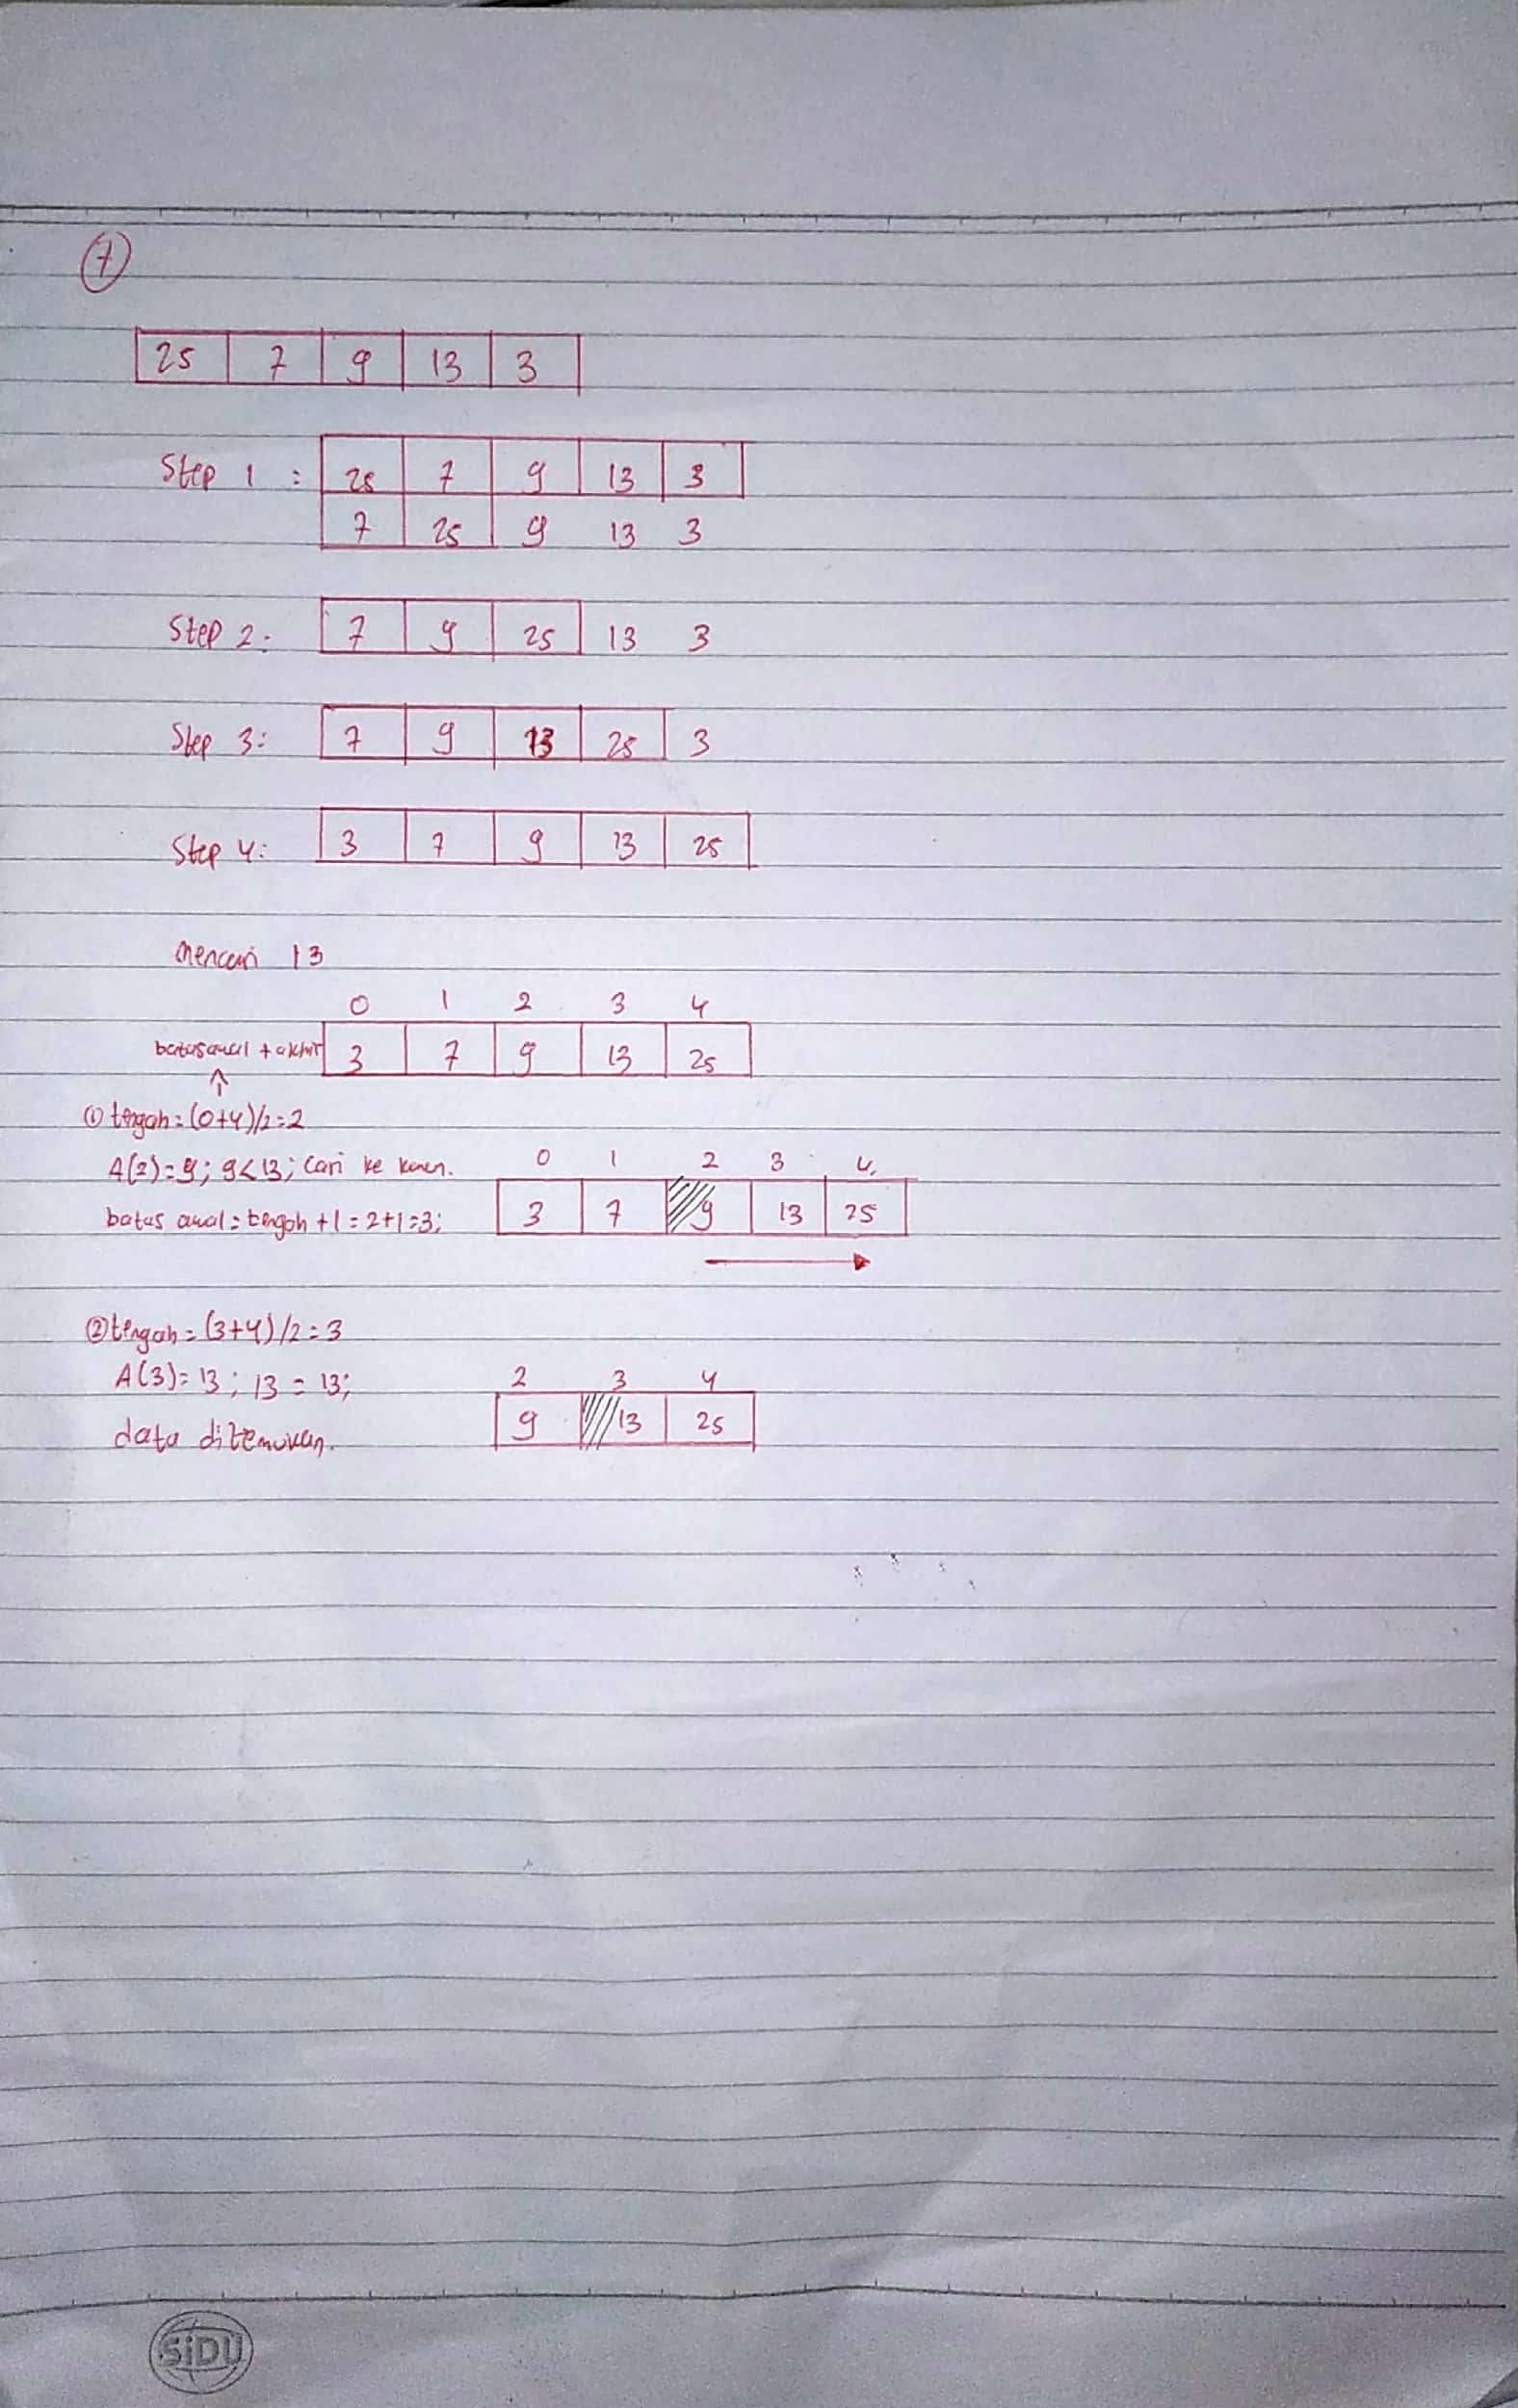 7
25 7 9 13 3
Step 1 : 25 7 9 13 3
7 25 9 13 3
Step 2: 7 9 25 13 3
Step 3: 7 9 13 25 3
Step 4: 3 7 9 13 25
mencari 13
0 1 2 3 4
batas awal + akhir 3 7 9 13 25
① tengah = (0+4)/2 = 2
A(2) = 9; 9 < 13; Cari ke kanan.
0 1 2 3 4
batas awal = tengah + 1 = 2+1 = 3;
3 7 9 13 25
② tengah = (3+4)/2 = 3
A(3) = 13; 13 = 13;
2 3 4
data ditemukan.
9 13 25
SiDU